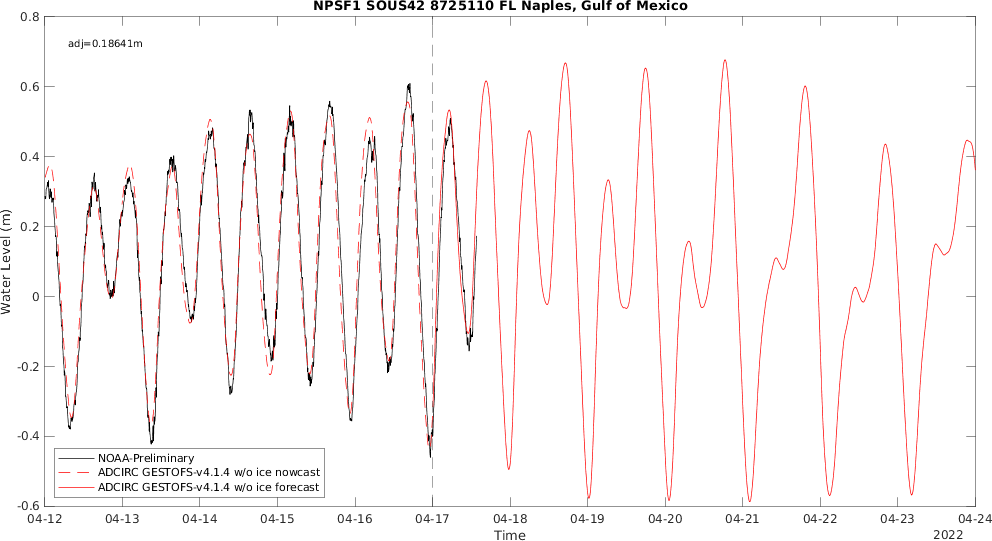 NPSF1 SOUS42 8725110 FL Naples, Gulf of Mexico
adj=0.18641m
0.8
0.6
0.4
0.2
0
-0.2
-0.4
-0.6
Water Level (m)
NOAA-Preliminary
ADCIRC GESTOFS-v4.1.4 w/o ice nowcast
ADCIRC GESTOFS-v4.1.4 w/o ice forecast
04-12 04-13 04-14 04-15 04-16 04-17 04-18 04-19 04-20 04-21 04-22 04-23 04-24
Time
2022